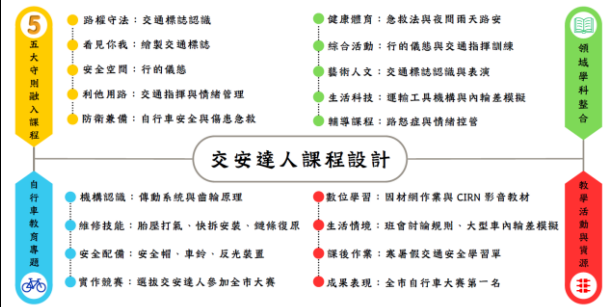 5
五大守則融入課程
路權守法：交通標誌認識
看見你我：繪製交通標誌
安全空間：行的儀態
利他用路：交通指揮與情緒管理
防衛兼備：自行車安全與傷患急救
健康體育：急救法與夜間雨天路安
綜合活動：行的儀態與交通指揮訓練
藝術人文：交通標誌認識與表演
生活科技：運輸工具機構與內輪差模擬
輔導課程：路怒症與情緒控管
領域學科整合
交安達人課程設計
自行車教育專題
機構認識：傳動系統與齒輪原理
維修技能：胎壓打氣、快拆安裝、鏈條復原
安全配備：安全帽、車鈴、反光裝置
實作競賽：選拔交安達人參加全市大賽
數位學習：因材網作業與 CIRN 影音教材
生活情境：班會討論規則、大型車內輪差模擬
課後作業：寒暑假交通安全學習單
成果表現：全市自行車大賽第一名
教學活動與資源